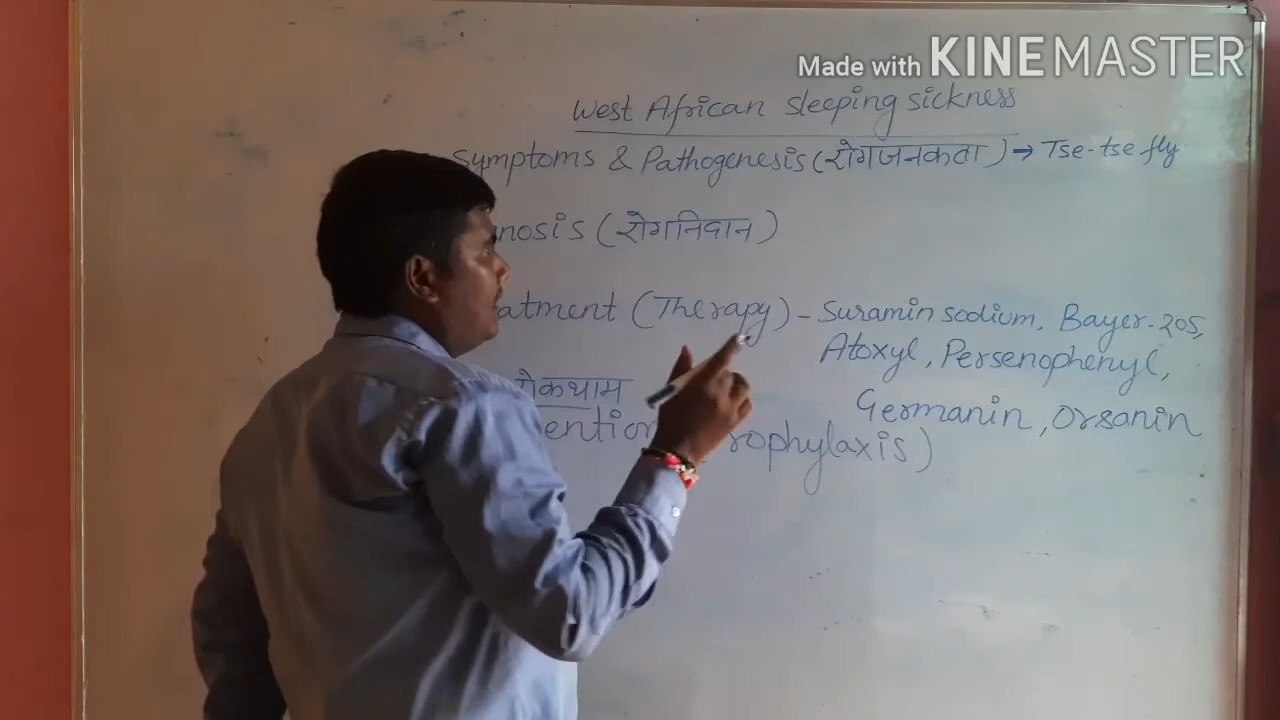 Made with KINEMASTER
West African sleeping sickness
Symptoms & Pathogenesis (रोगजनकता) → Tse-tse fly
nosis (रोगनिदान)
atment (Therapy) - Suramin sodium, Bayer-205,
Atoxyl, Persenophenyl,
रोकथाम
Germanin, Orsanin
ention rophylaxis)